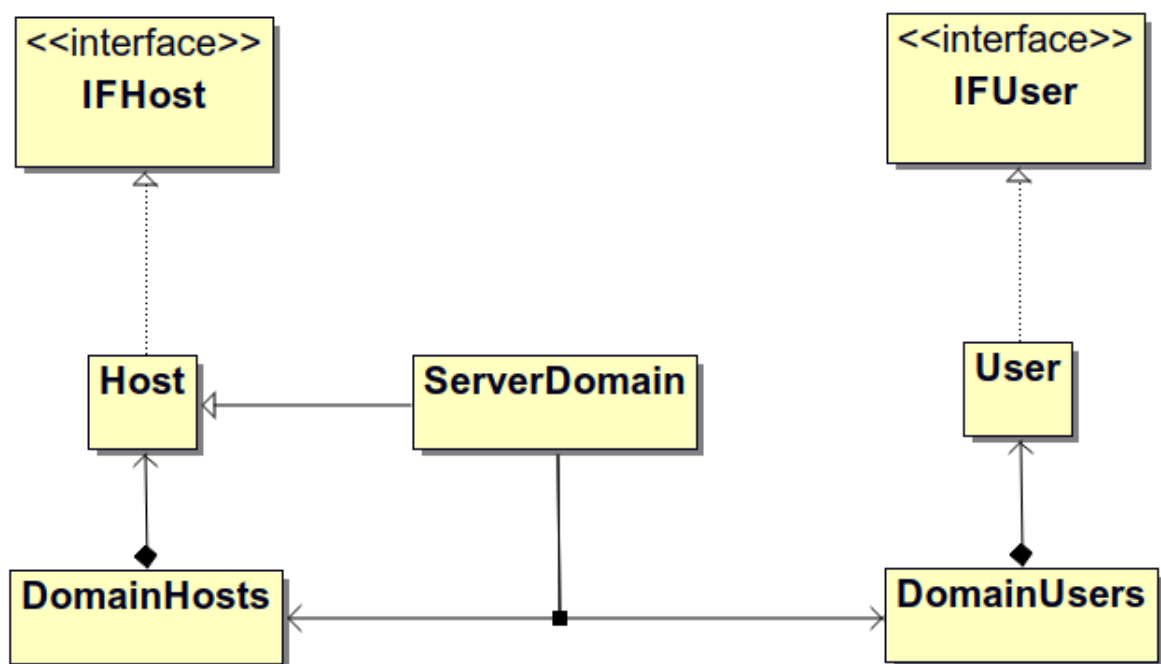 <<interface>>
IFHost
<<interface>>
IFUser
Host
ServerDomain
User
DomainHosts
DomainUsers